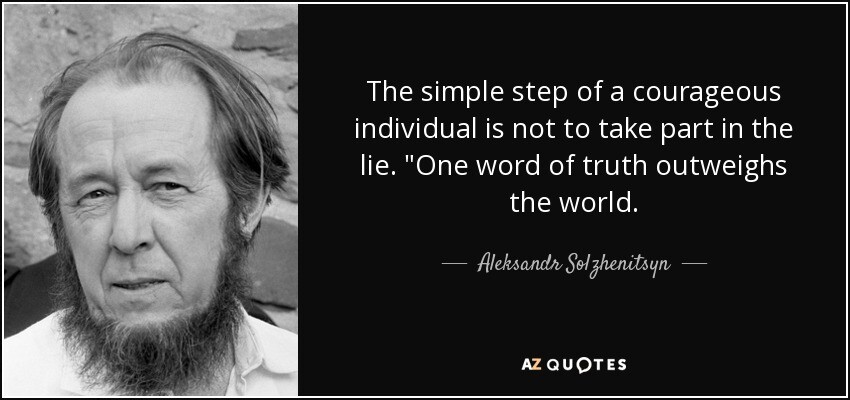 The simple step of a courageous
individual is not to take part in the
lie. "One word of truth outweighs
the world.
Aleksandr Solzhenitsyn
AZ QUOTES